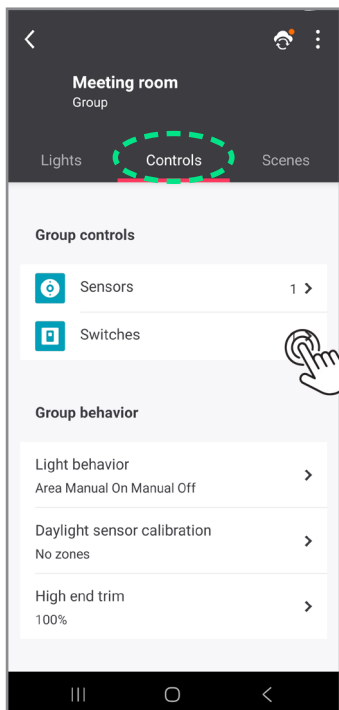 Meeting room
Group
Lights Controls Scenes
Group controls
Sensors 1
Switches
Group behavior
Light behavior
Area Manual On Manual Off
Daylight sensor calibration
No zones
High end trim
100%